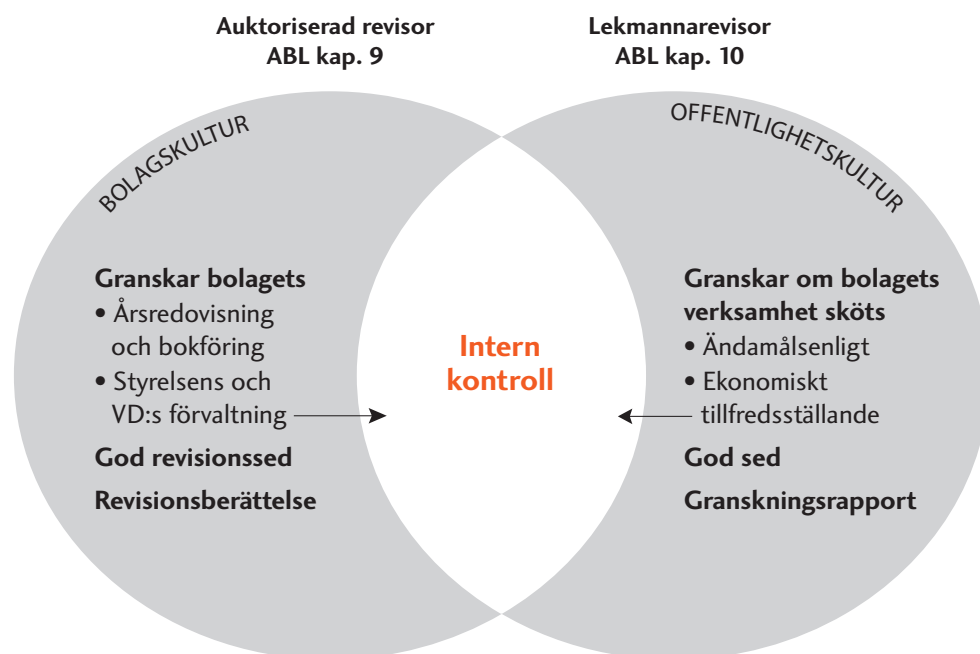 Auktoriserad revisor
ABL kap. 9
Lekmannarevisor
ABL kap. 10
BOLAGSKULTUR
OFFENTLIGHETSKULTUR
Granskar bolagets
• Årsredovisning
och bokföring
• Styrelsens och
VD:s förvaltning
God revisionssed
Revisionsberättelse
Intern
kontroll
Granskar om bolagets
verksamhet sköts
• Ändamålsenligt
• Ekonomiskt
tillfredsställande
God sed
Granskningsrapport